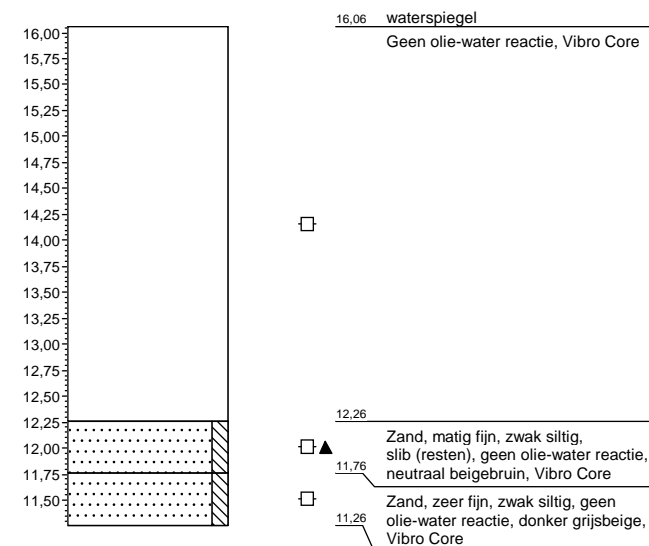 16,06 waterspiegel
16,00
Geen olie-water reactie, Vibro Core
15,75
15,50
15,25
15,00
14,75
14,50
14,25
14,00
13,75
13,50
13,25
13,00
12,75
12,50
12,26
12,25
Zand, matig fijn, zwak siltig,
12,00
slib (resten), geen olie-water reactie,
11,76
neutraal beigebruin, Vibro Core
11,75
11,50
Zand, zeer fijn, zwak siltig, geen
11,26
olie-water reactie, donker grijsbeige,
Vibro Core